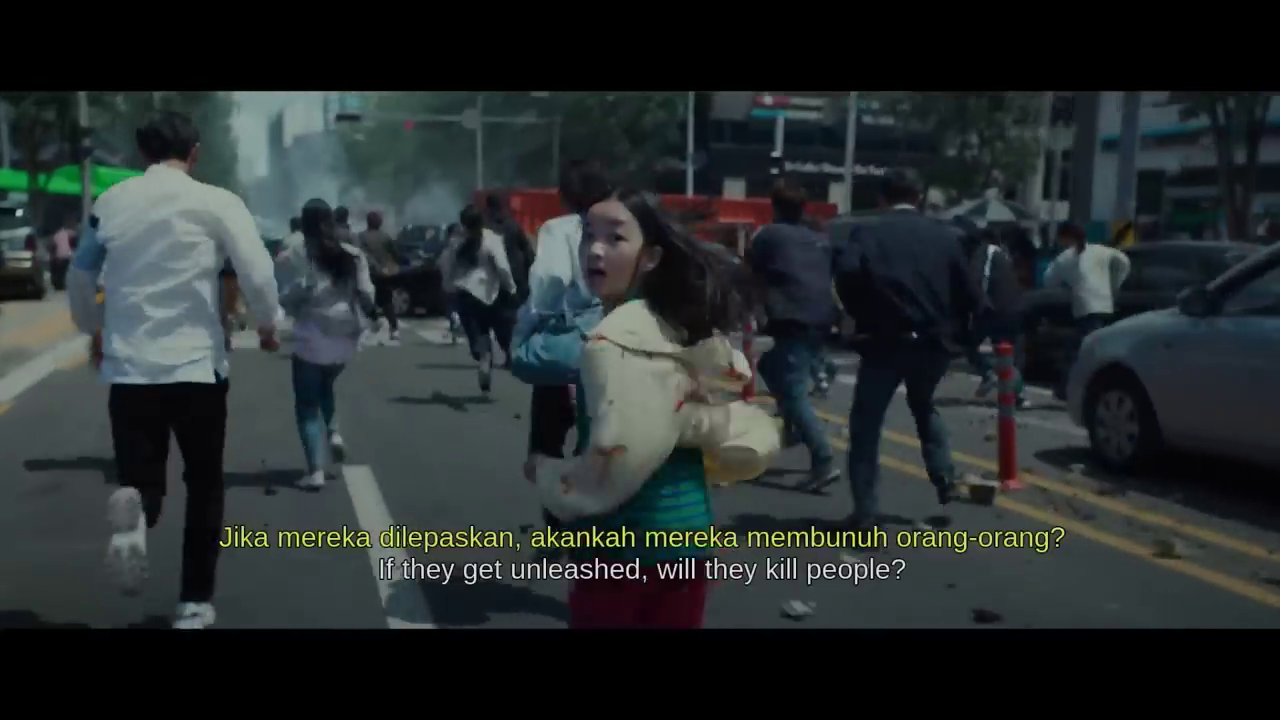 Jika mereka dilepaskan, akankah mereka membunuh orang-orang?
If they get unleashed, will they kill people?